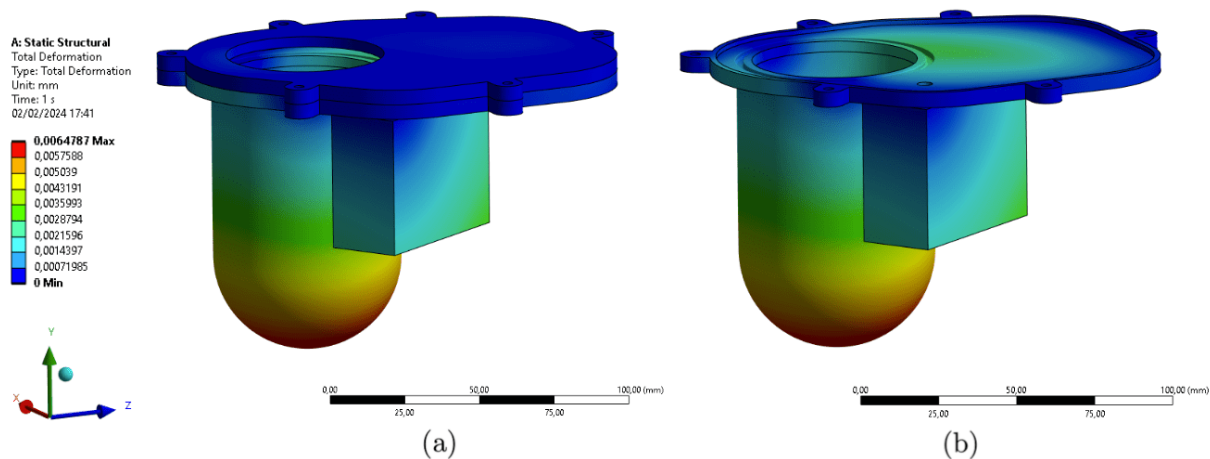 A: Static Structural
Total Deformation
Type: Total Deformation
Unit: mm
Time: 1 s
02/02/2024 17:41
0,0064787 Max
0,0057588
0,005039
0,0043191
0,0035993
0,0028794
0,0021596
0,0014397
0,00071985
0 Min
Y
X
Z
0,00 50,00 100,00 (mm)
25,00 75,00
0,00 50,00 100,00 (mm)
25,00 75,00
(a)
(b)